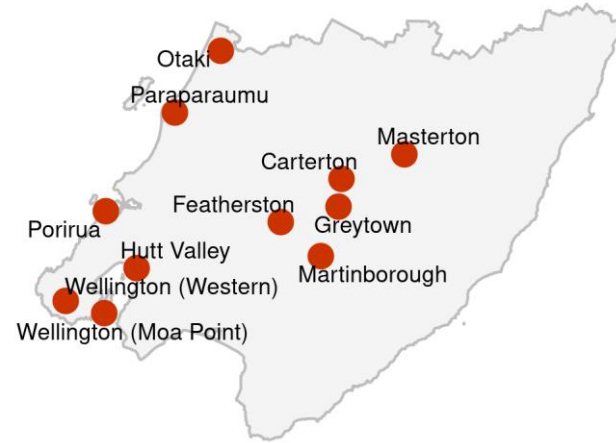 Otaki
Paraparaumu
Masterton
Carterton
Featherston
Greytown
Porirua
Hutt Valley
Martinborough
Wellington (Western)
Wellington (Moa Point)